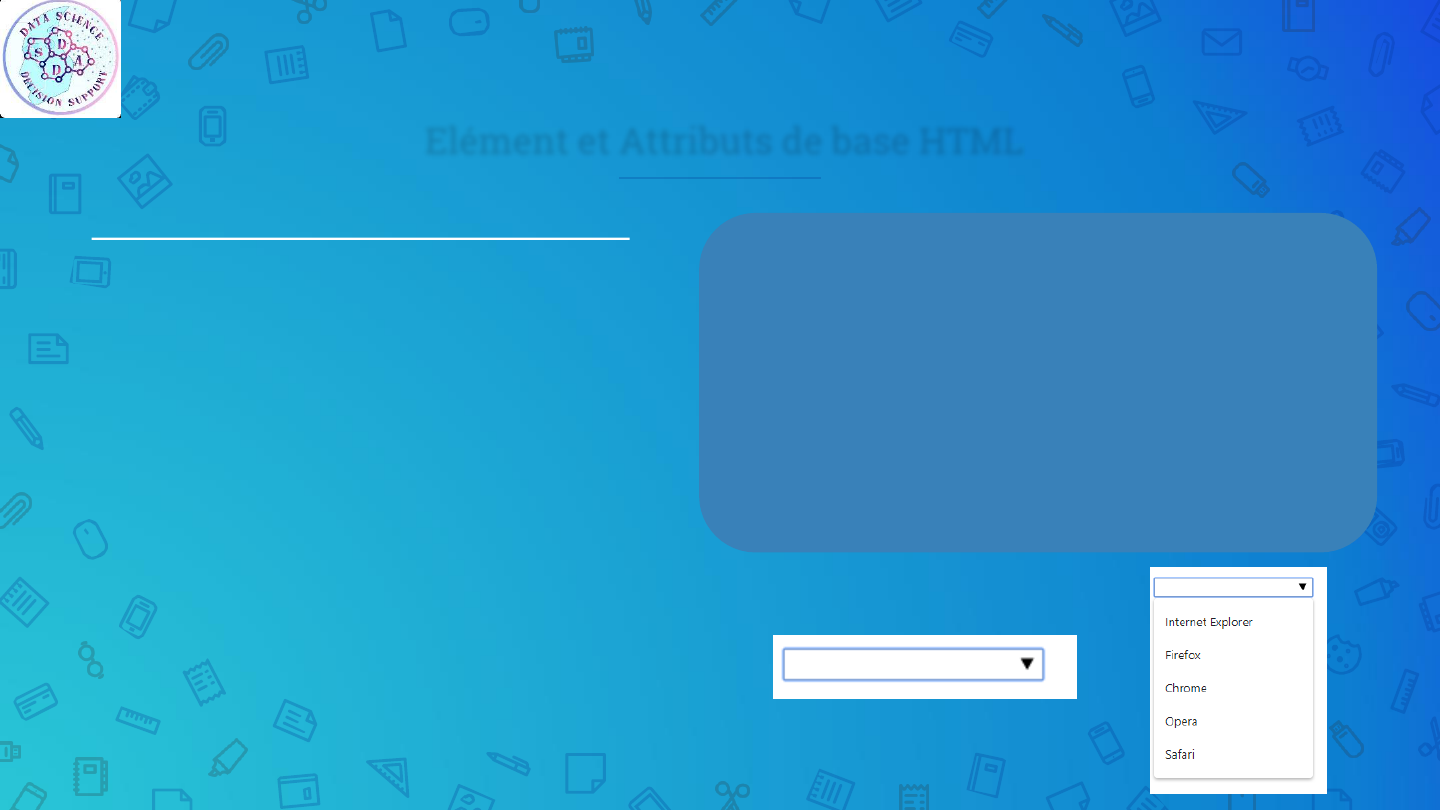 DATA SCIENCE
S D D A
DECISION SUPPORT
Elément et Attributs de base HTML
Internet Explorer
Firefox
Chrome
Opera
Safari